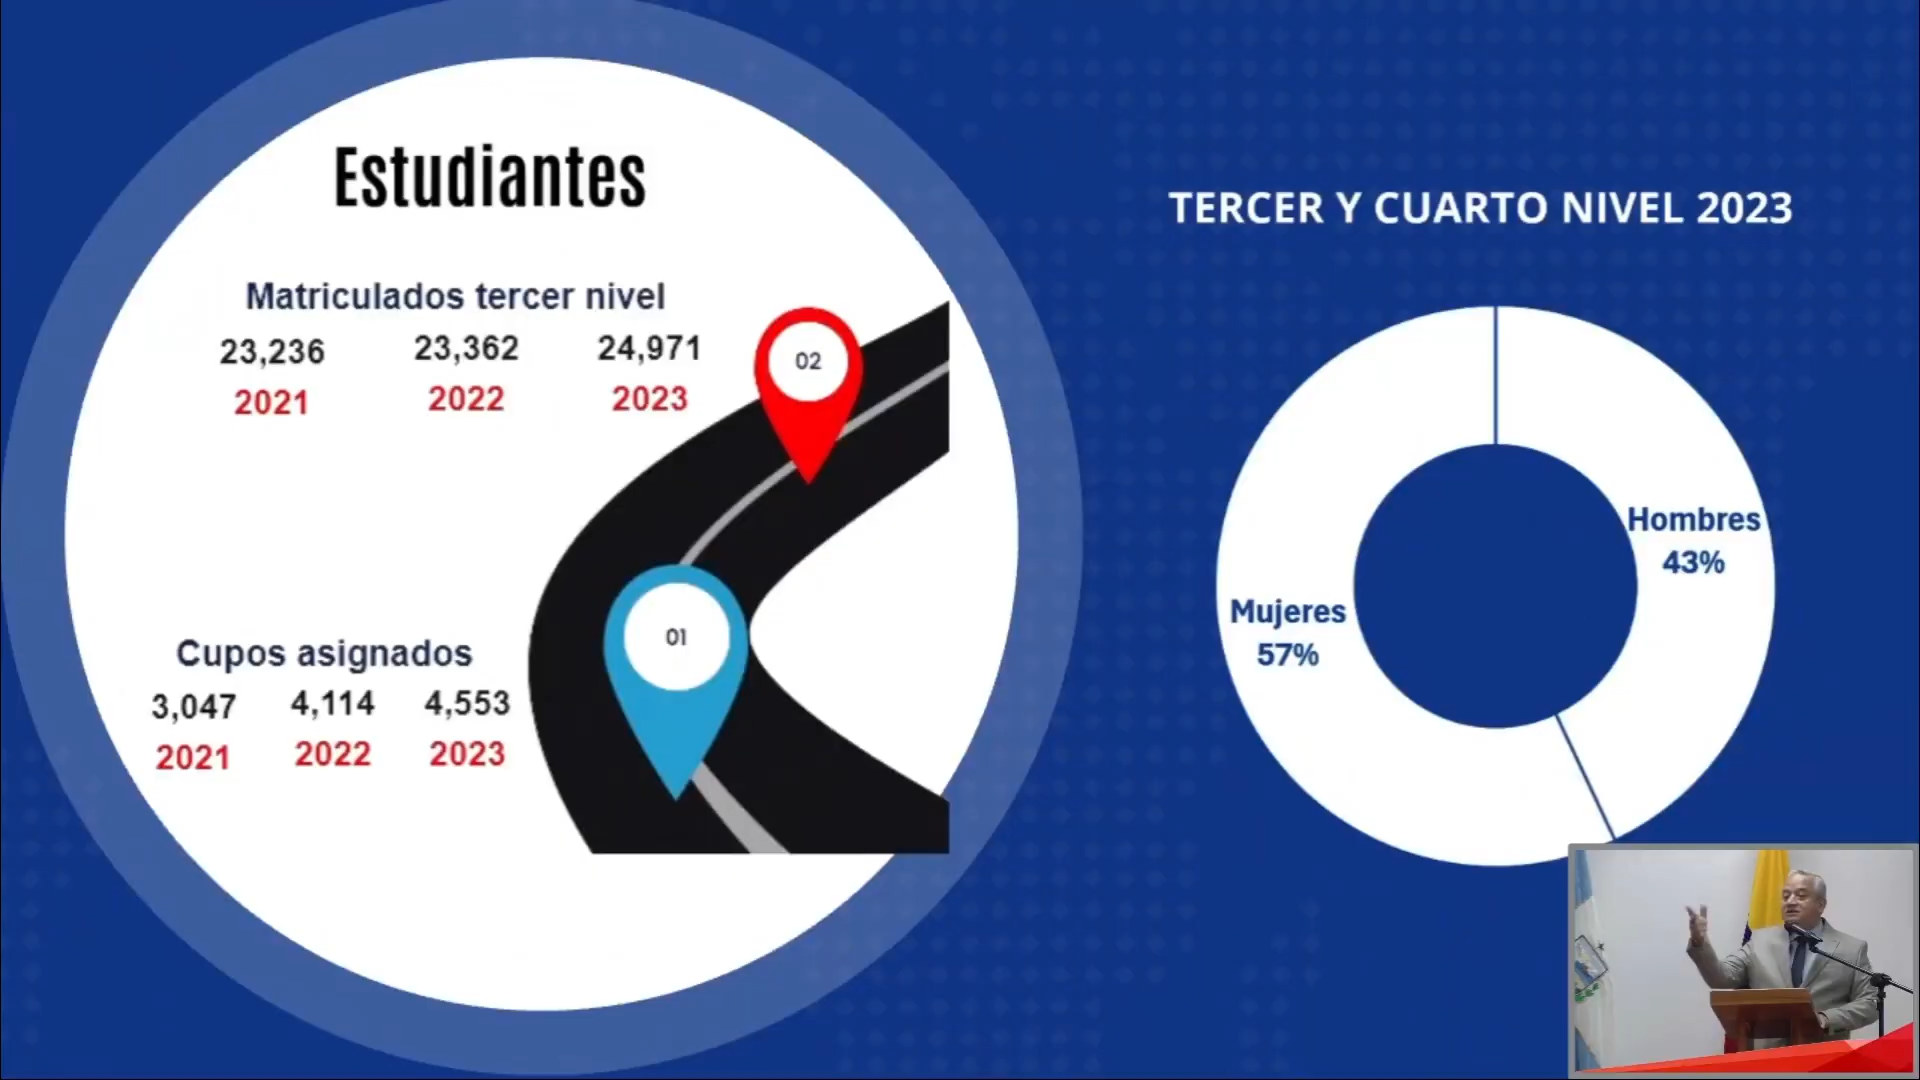 Estudiantes
Matriculados tercer nivel
23,236 23,362 24,971
2021 2022 2023
02
01
Cupos asignados
3,047 4,114 4,553
2021 2022 2023
TERCER Y CUARTO NIVEL 2023
Hombres
43%
Mujeres
57%